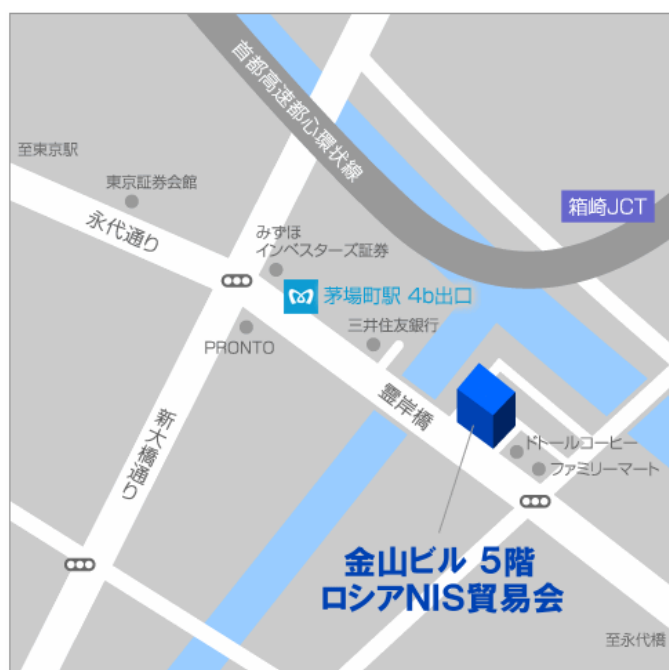 首都高速都心環状線
至東京駅
東京証券会館
箱崎JCT
永代通り
みずほ
インベスターズ証券
茅場町駅 4b出口
三井住友銀行
PRONTO
霊岸橋
新大橋通り
ドトールコーヒー
ファミリーマート
金山ビル 5階
ロシアNIS貿易会
至永代橋